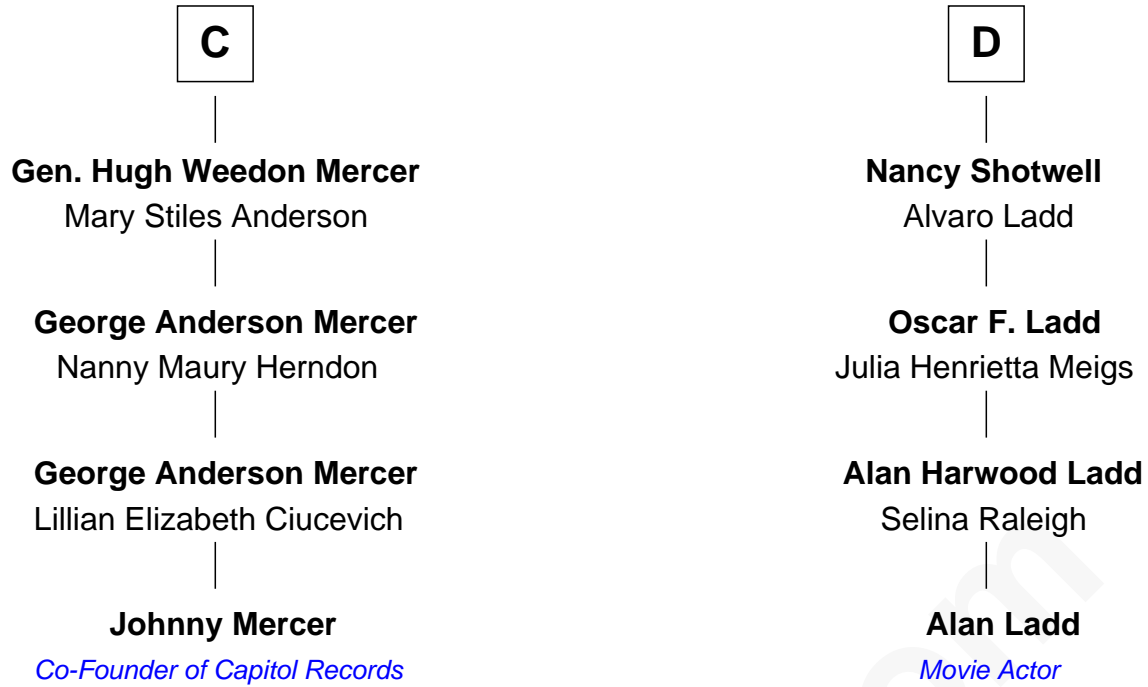 C
Gen. Hugh Weedon Mercer
Mary Stiles Anderson
George Anderson Mercer
Nanny Maury Herndon
George Anderson Mercer
Lillian Elizabeth Ciucevich
Johnny Mercer
Co-Founder of Capitol Records
D
Nancy Shotwell
Alvaro Ladd
Oscar F. Ladd
Julia Henrietta Meigs
Alan Harwood Ladd
Selina Raleigh
Alan Ladd
Movie Actor